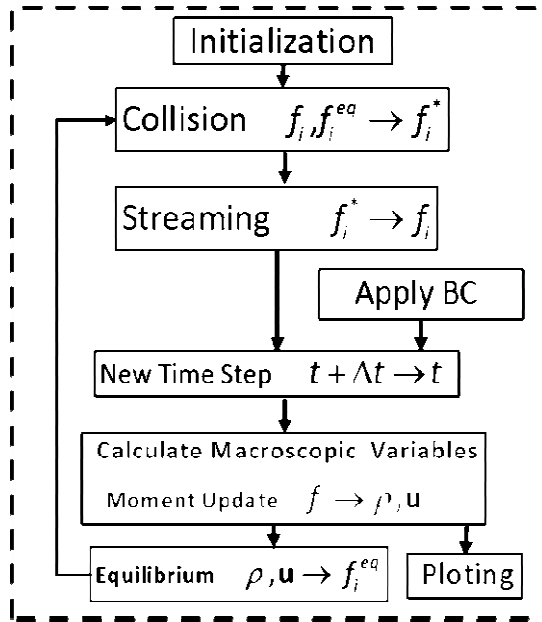 Initialization
Collision f_i, f_i^{eq} → f_i^*
Streaming f_i^* → f_i
Apply BC
New Time Step t + Λt → t
Calculate Macroscopic Variables
Moment Update f → ρ, u
Equilibrium ρ, u → f_i^{eq}
Ploting